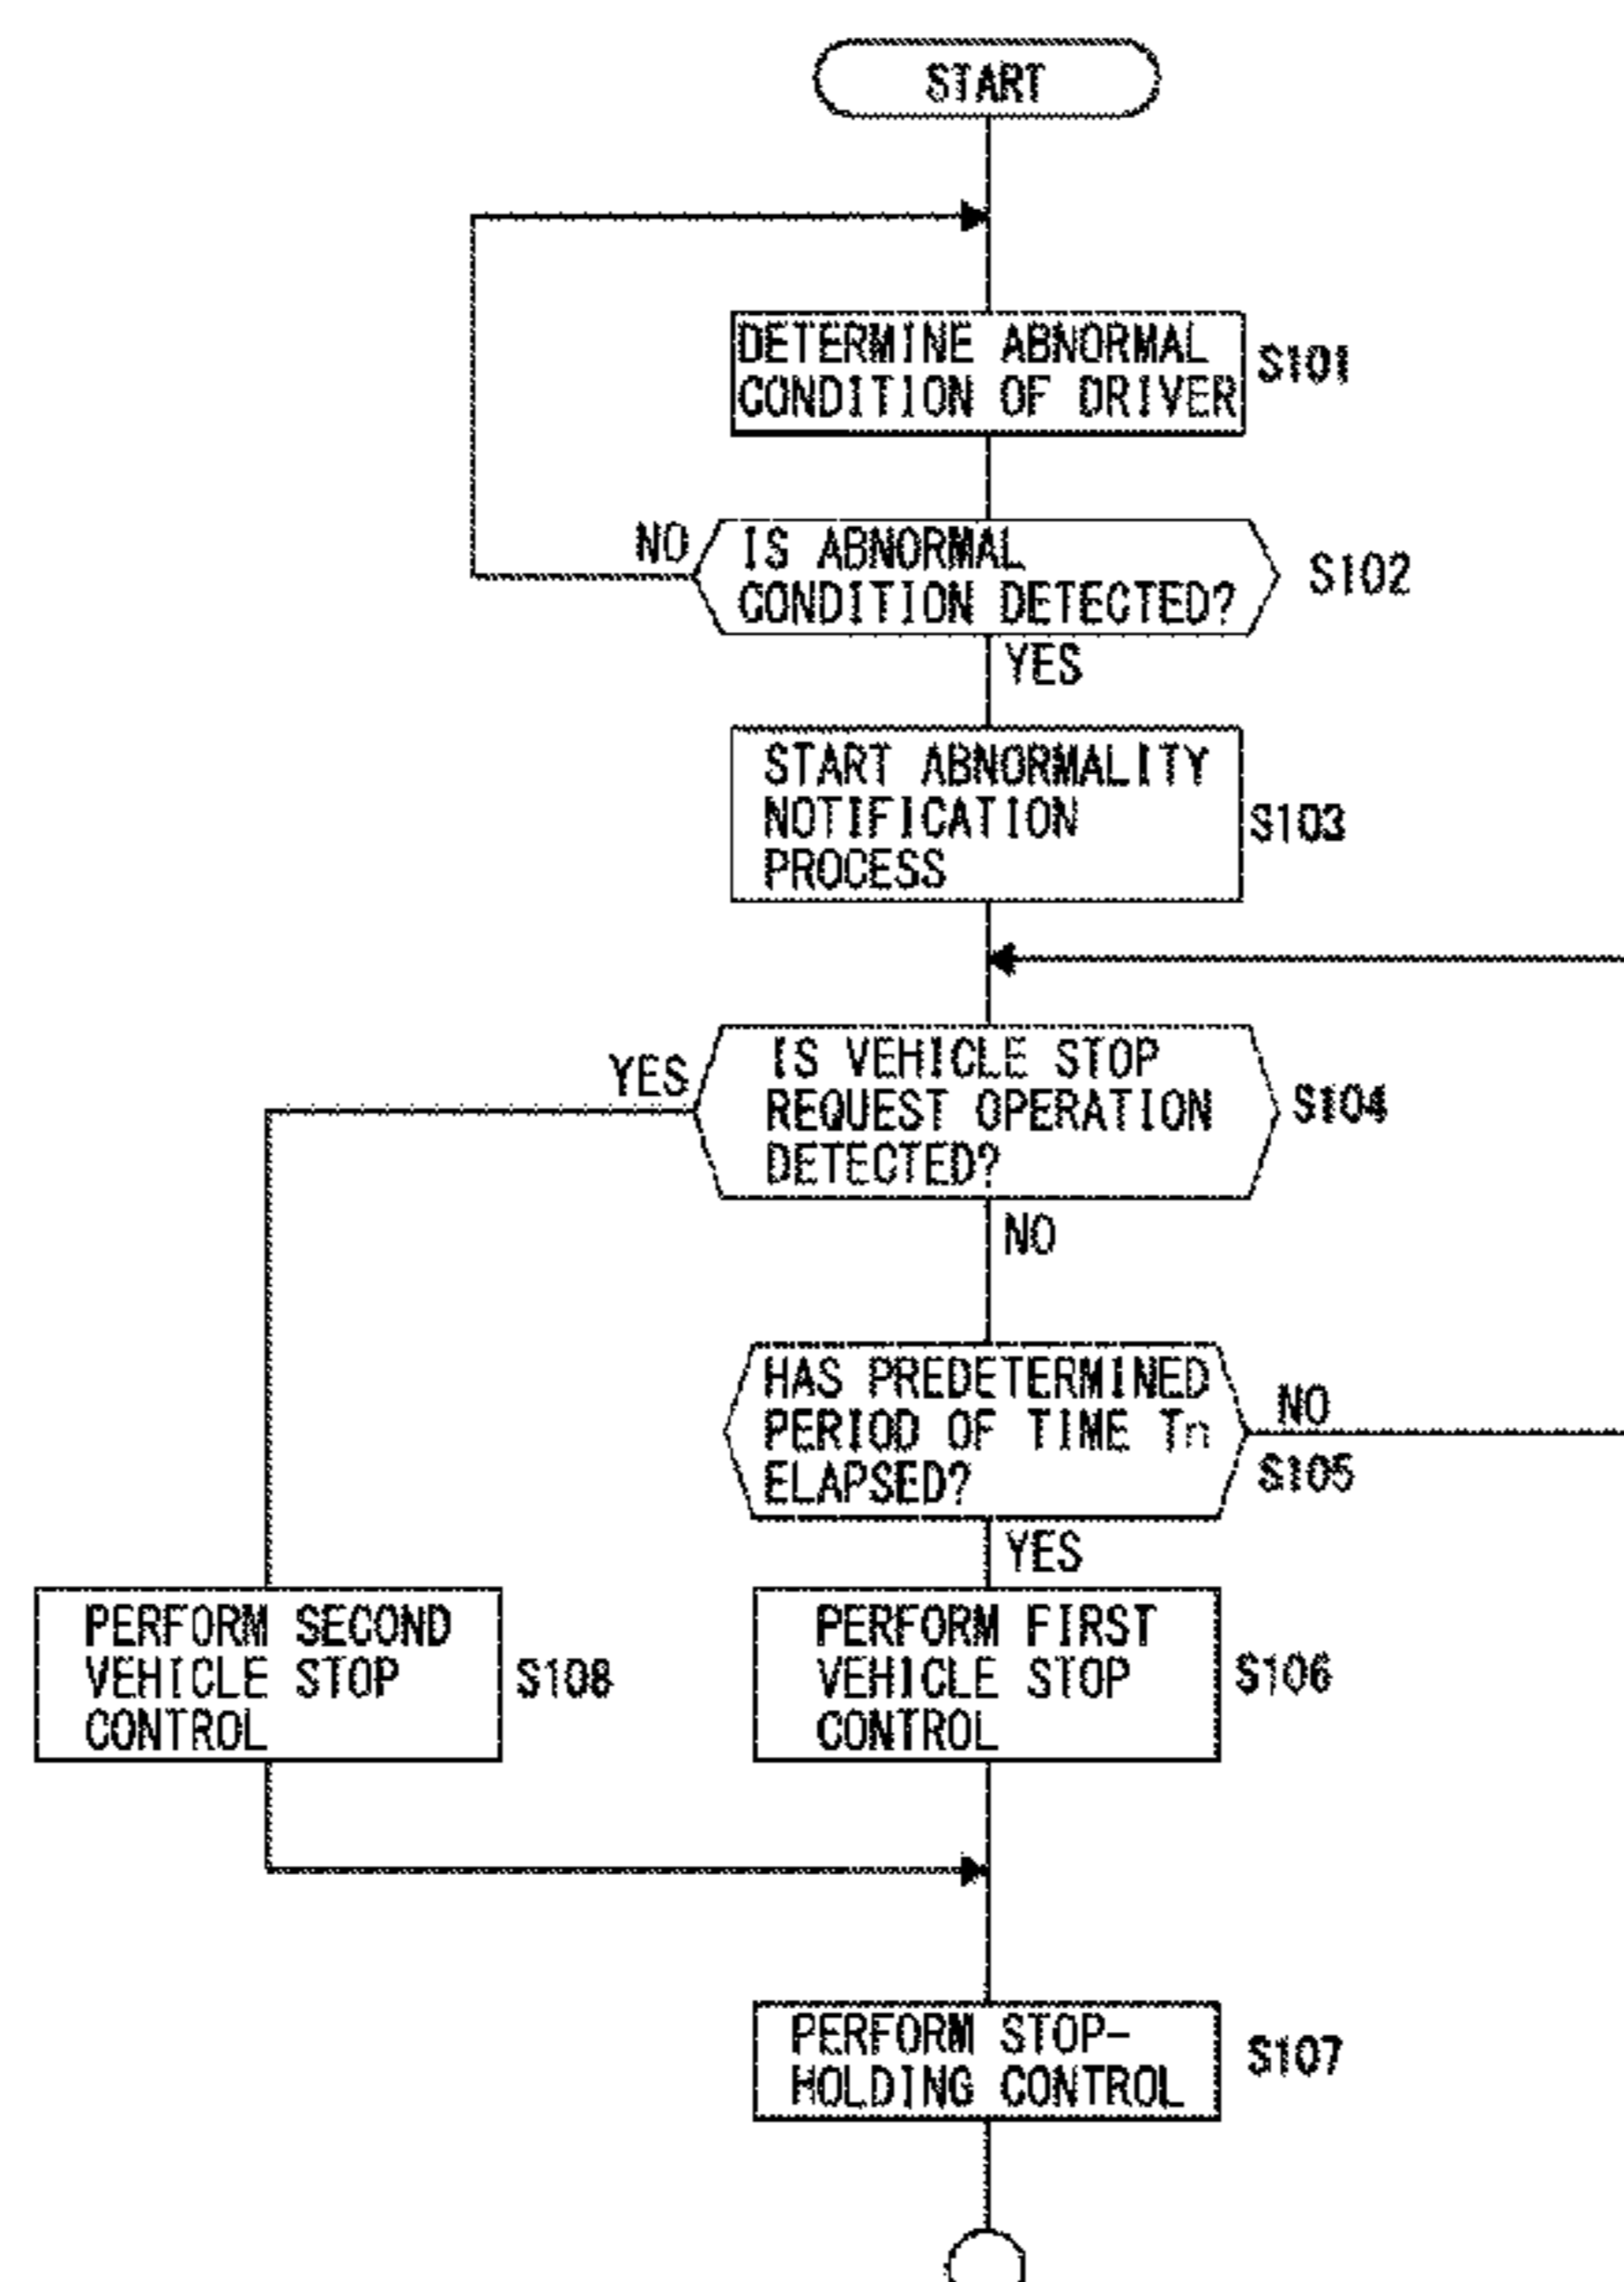 START
DETERMINE ABNORMAL
CONDITION OF DRIVER
S101
NO
IS ABNORMAL
CONDITION DETECTED?
S102
YES
START ABNORMALITY
NOTIFICATION
PROCESS
S103
YES
IS VEHICLE STOP
REQUEST OPERATION
DETECTED?
S104
NO
HAS PREDETERMINED
PERIOD OF TIME Tn
ELAPSED?
NO
S105
YES
PERFORM SECOND
VEHICLE STOP
CONTROL
S108
PERFORM FIRST
VEHICLE STOP
CONTROL
S106
PERFORM STOP-
HOLDING CONTROL
S107